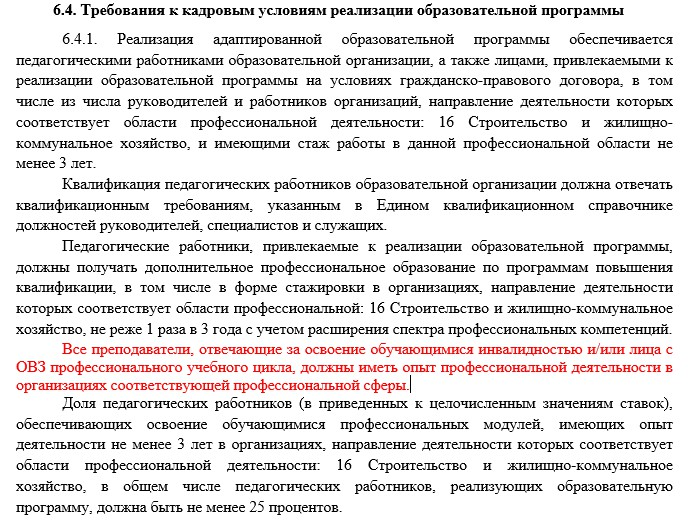 6.4. Требования к кадровым условиям реализации образовательной программы
6.4.1. Реализация адаптированной образовательной программы обеспечивается
педагогическими работниками образовательной организации, а также лицами, привлекаемыми к
реализации образовательной программы на условиях гражданско-правового договора, в том
числе из числа руководителей и работников организаций, направление деятельности которых
соответствует области профессиональной деятельности: 16 Строительство и жилищно-
коммунальное хозяйство, и имеющими стаж работы в данной профессиональной области не
менее 3 лет.
Квалификация педагогических работников образовательной организации должна отвечать
квалификационным требованиям, указанным в Едином квалификационном справочнике
должностей руководителей, специалистов и служащих.
Педагогические работники, привлекаемые к реализации образовательной программы,
должны получать дополнительное профессиональное образование по программам повышения
квалификации, в том числе в форме стажировки в организациях, направление деятельности
которых соответствует области профессиональной: 16 Строительство и жилищно-коммунальное
хозяйство, не реже 1 раза в 3 года с учетом расширения спектра профессиональных компетенций.
Все преподаватели, отвечающие за освоение обучающимися инвалидностью и/или лица с
ОВЗ профессионального учебного цикла, должны иметь опыт профессиональной деятельности в
организациях соответствующей профессиональной сферы.
Доля педагогических работников (в приведенных к целочисленным значениям ставок),
обеспечивающих освоение обучающимися профессиональных модулей, имеющих опыт
деятельности не менее 3 лет в организациях, направление деятельности которых соответствует
области профессиональной деятельности: 16 Строительство и жилищно-коммунальное
хозяйство, в общем числе педагогических работников, реализующих образовательную
программу, должна быть не менее 25 процентов.